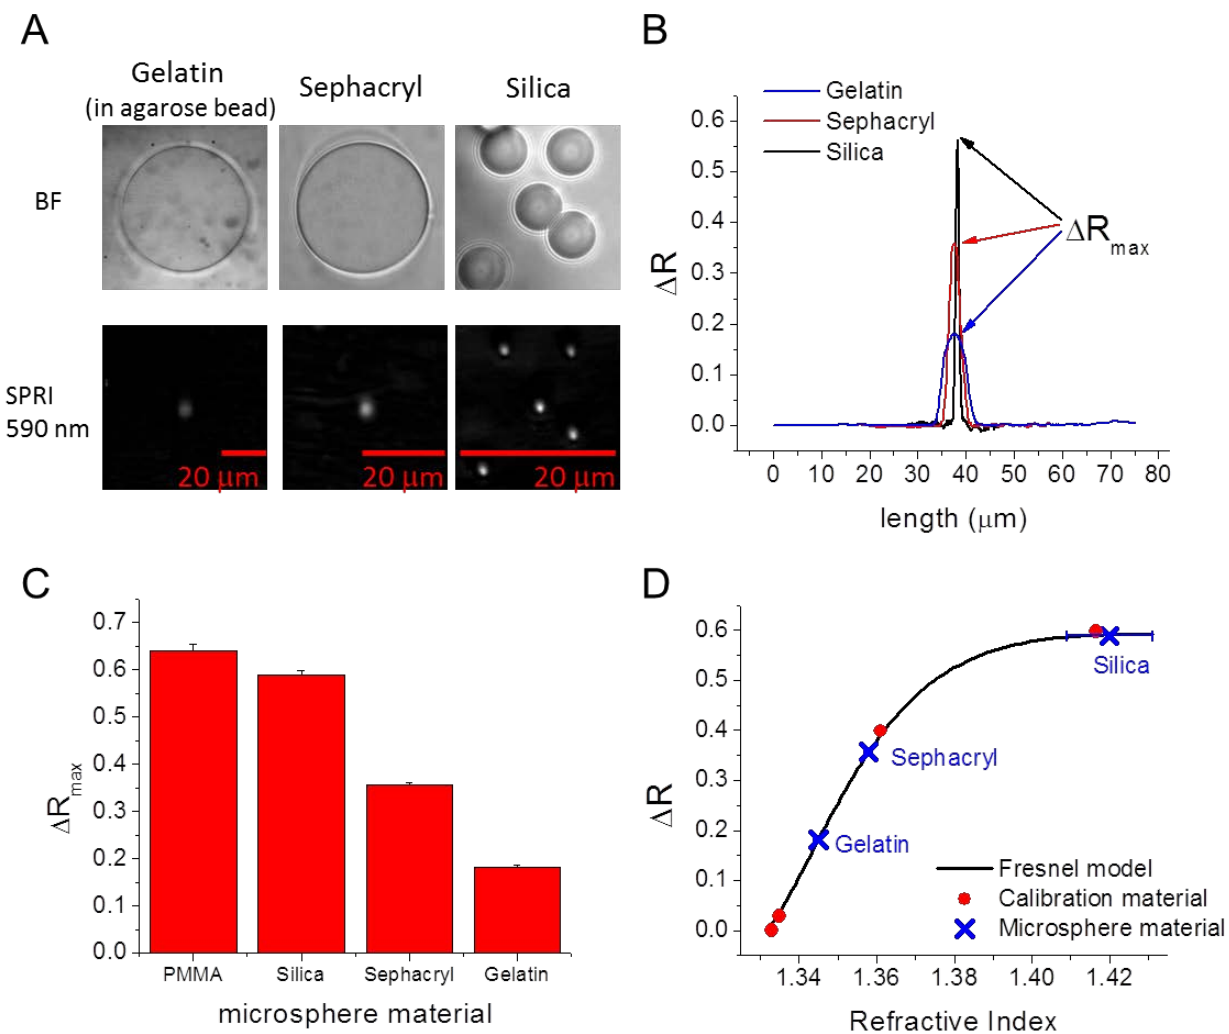 A
Gelatin
(in agarose bead)
Sephacryl
Silica
BF
SPRI
590 nm
20 µm
20 µm
20 µm
B
Gelatin
Sephacryl
Silica
ΔRmax
ΔR
0.6
0.5
0.4
0.3
0.2
0.1
0.0
0 10 20 30 40 50 60 70 80
length (µm)
C
ΔRmax
0.7
0.6
0.5
0.4
0.3
0.2
0.1
0.0
PMMA Silica Sephacryl Gelatin
microsphere material
D
ΔR
0.6
0.5
0.4
0.3
0.2
0.1
0.0
Silica
Sephacryl
Gelatin
Fresnel model
Calibration material
Microsphere material
1.34 1.36 1.38 1.40 1.42
Refractive Index